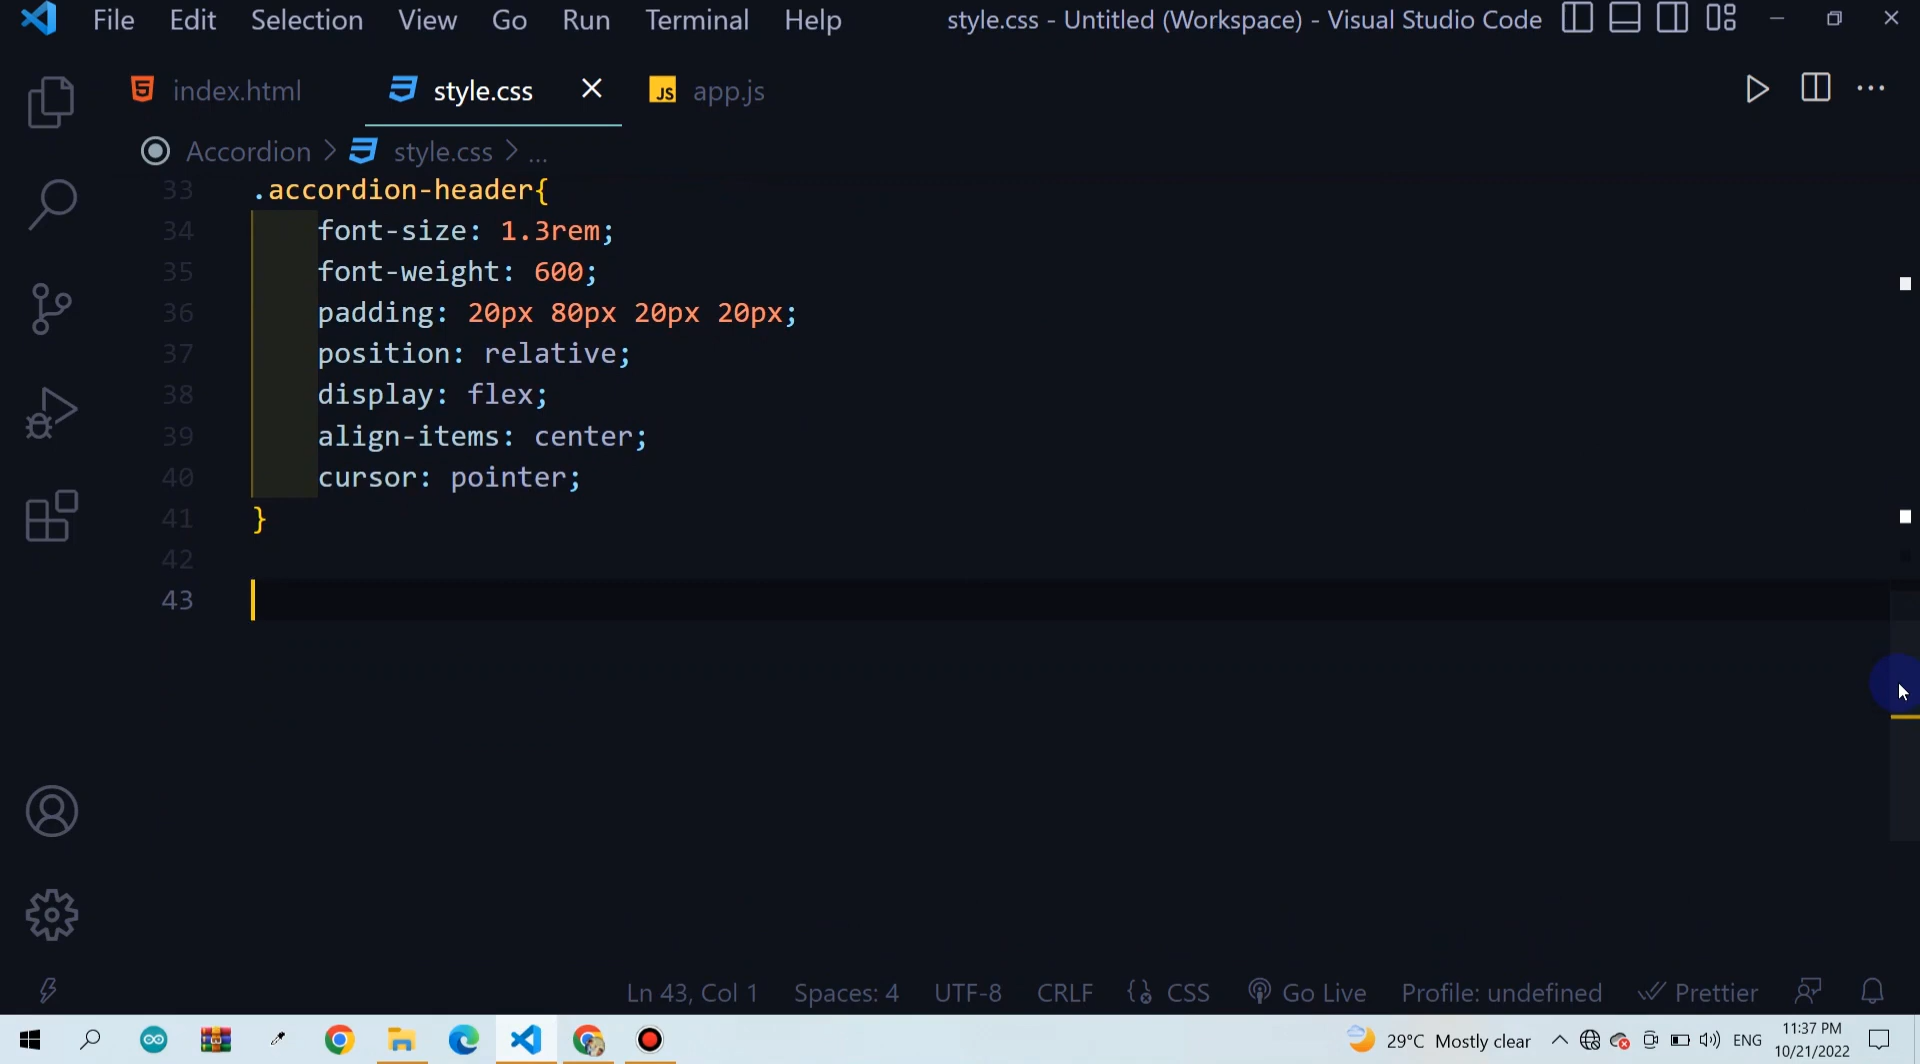 File Edit Selection View Go Run Terminal Help style.css - Untitled (Workspace) - Visual Studio Code
index.html style.css JS app.js
Accordion > style.css > ...
33 .accordion-header{
34 font-size: 1.3rem;
35 font-weight: 600;
36 padding: 20px 80px 20px 20px;
37 position: relative;
38 display: flex;
39 align-items: center;
40 cursor: pointer;
41 }
42
43
Ln 43, Col 1 Spaces: 4 UTF-8 CRLF CSS Go Live Profile: undefined Prettier
29°C Mostly clear ENG 11:37 PM
10/21/2022